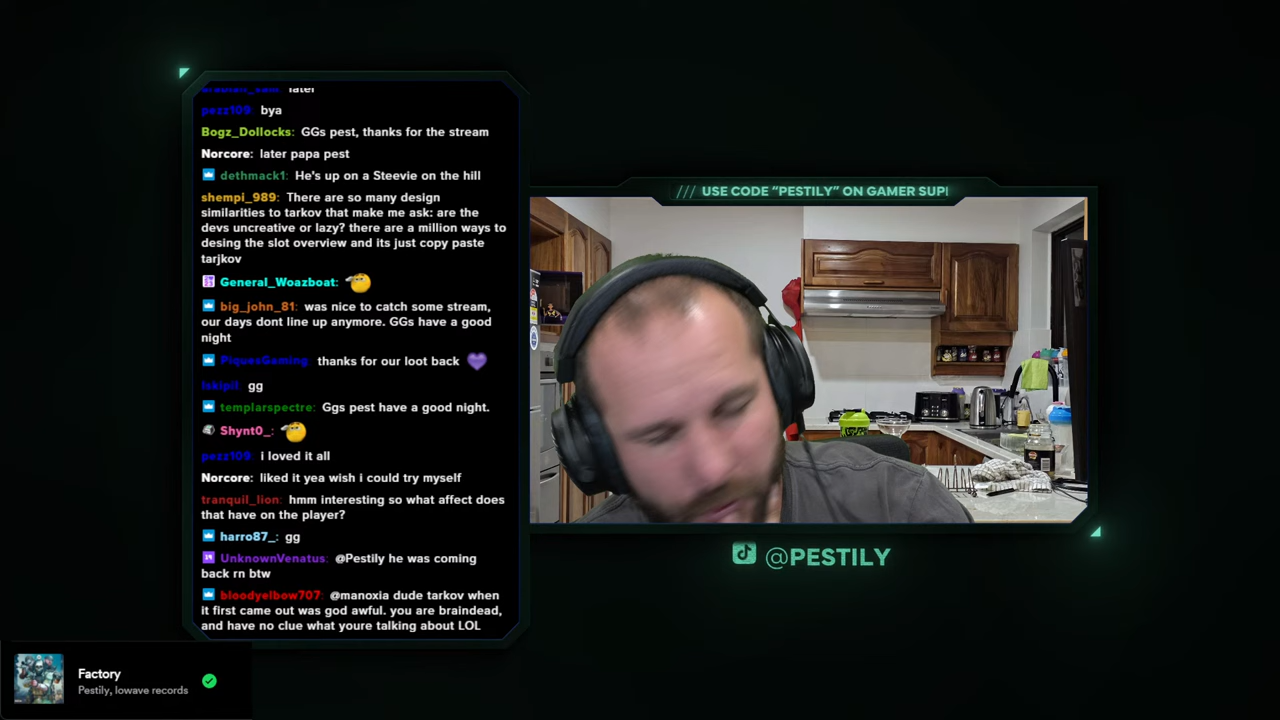 later
pezz109 bya
Bogz_Dollocks: GGs pest, thanks for the stream
Norcore: later papa pest
dethmack1: He's up on a Steevie on the hill
shempi_989: There are so many design
similarities to tarkov that make me ask: are the
devs uncreative or lazy? there are a million ways to
desing the slot overview and its just copy paste
tarjkov
General_Woazboat:
big_john_81: was nice to catch some stream,
our days dont line up anymore. GGs have a good
night
PiquesGaming thanks for our loot back
gg
templarspectre: Ggs pest have a good night.
Shynt0_:
pezz109 i loved it all
Norcore: liked it yea wish i could try myself
tranquil_lion: hmm interesting so what affect does
that have on the player?
harro87_: gg
UnknownVenatus: @Pestily he was coming
back rn btw
bloodyelbow707: @manoxia dude tarkov when
it first came out was god awful. you are braindead,
and have no clue what youre talking about LOL
/// USE CODE "PESTILY" ON GAMER SUP
@PESTILY
Factory
Pestily, lowave records